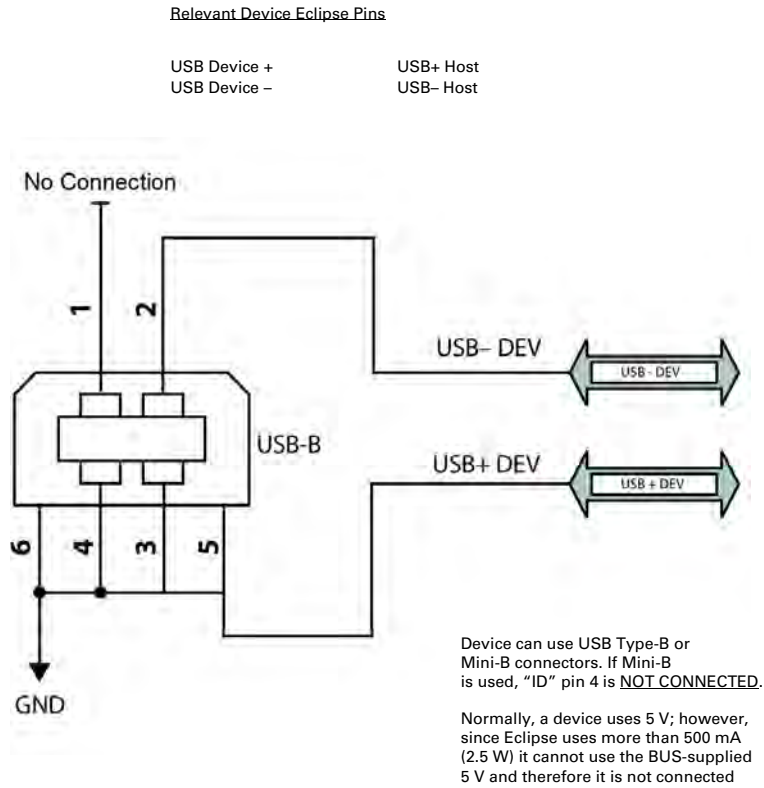 Relevant Device Eclipse Pins
USB Device + USB+ Host
USB Device – USB– Host
No Connection
1
2
USB– DEV
USB - DEV
USB-B
USB+ DEV
USB + DEV
6
4
3
5
GND
Device can use USB Type-B or
Mini-B connectors. If Mini-B
is used, “ID” pin 4 is NOT CONNECTED.
Normally, a device uses 5 V; however,
since Eclipse uses more than 500 mA
(2.5 W) it cannot use the BUS-supplied
5 V and therefore it is not connected